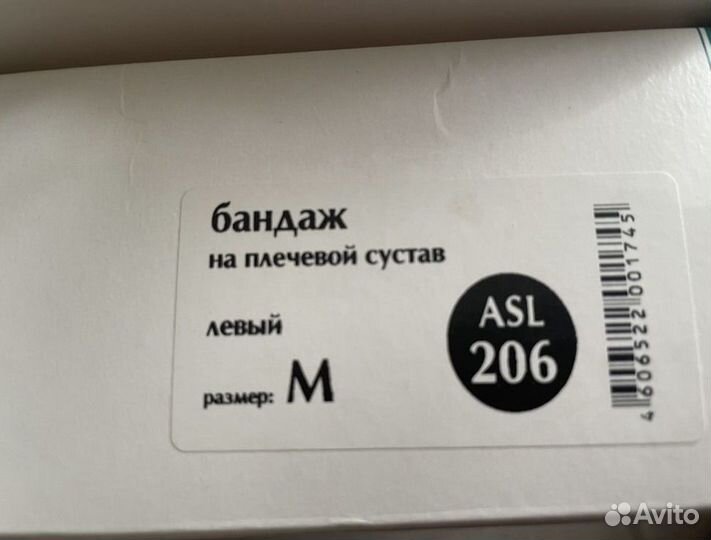 бандаж
на плечевой сустав
левый
размер: M
ASL
206
4606522001745
Avito